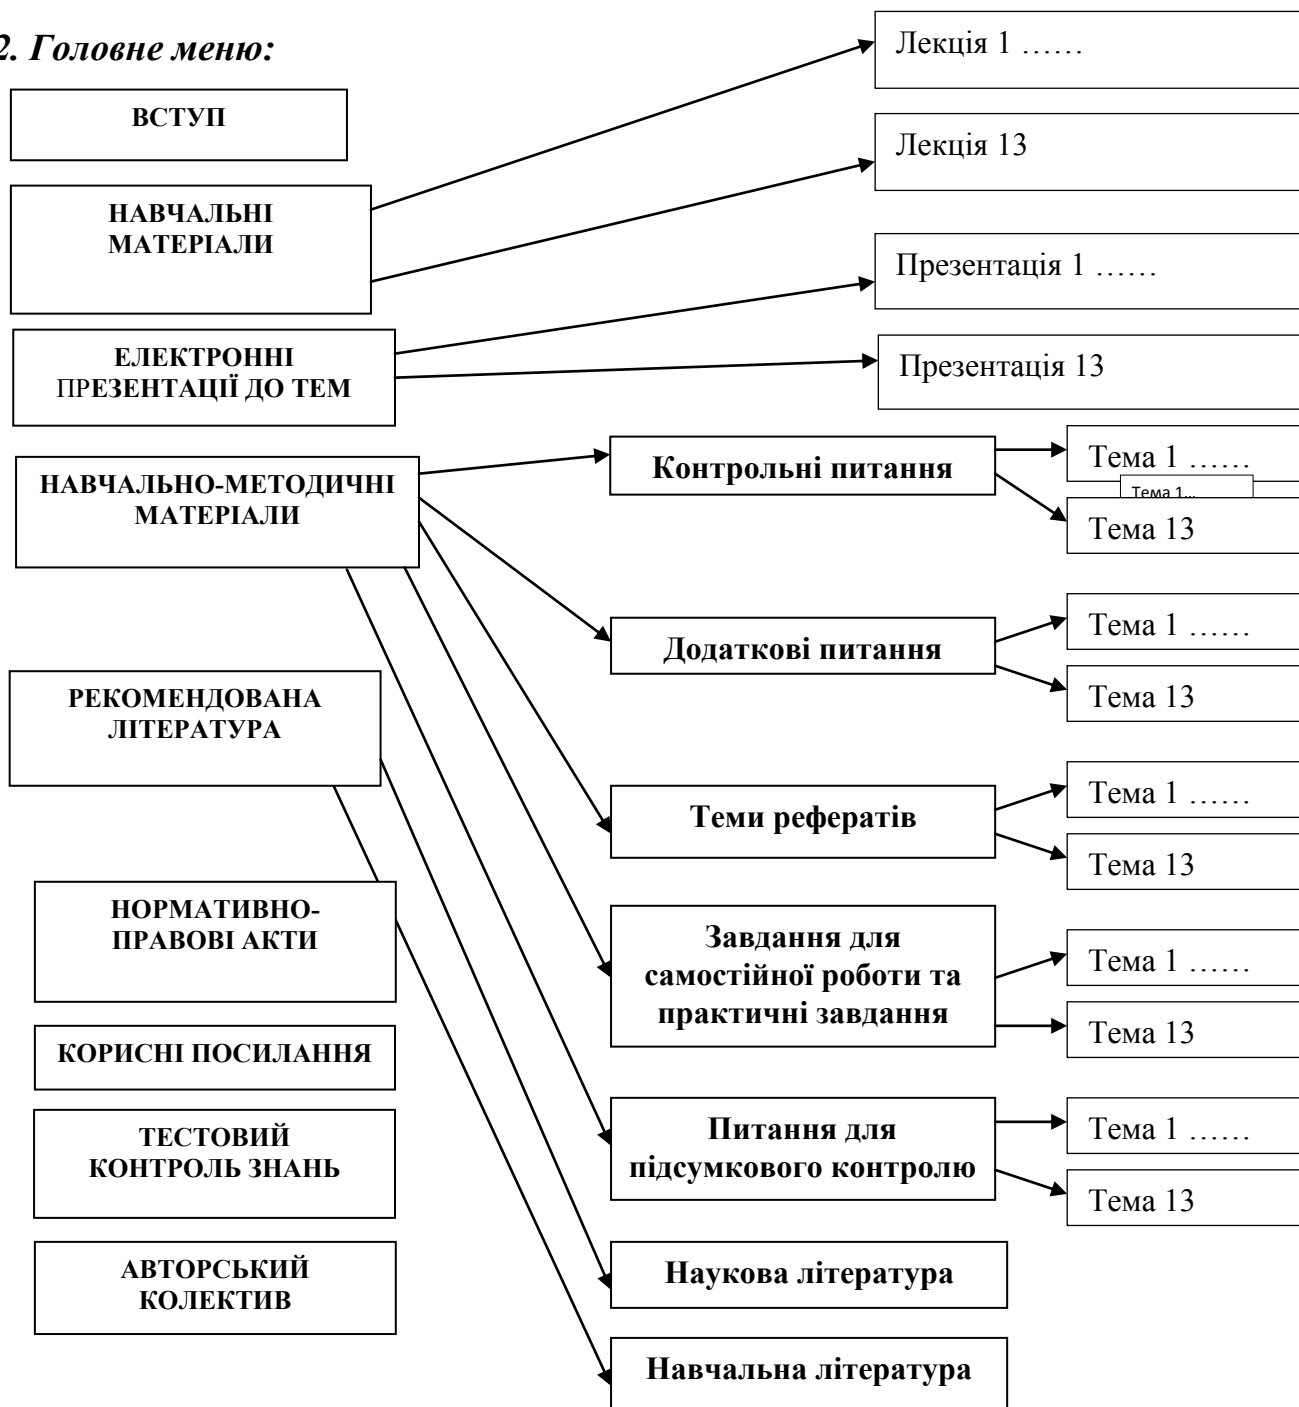 2. Головне меню:
ВСТУП
НАВЧАЛЬНІ
МАТЕРІАЛИ
ЕЛЕКТРОННІ
ПРЕЗЕНТАЦІЇ ДО ТЕМ
НАВЧАЛЬНО-МЕТОДИЧНІ
МАТЕРІАЛИ
РЕКОМЕНДОВАНА
ЛІТЕРАТУРА
НОРМАТИВНО-
ПРАВОВІ АКТИ
КОРИСНІ ПОСИЛАННЯ
ТЕСТОВИЙ
КОНТРОЛЬ ЗНАНЬ
АВТОРСЬКИЙ
КОЛЕКТИВ
Лекція 1 ……
Лекція 13
Презентація 1 ……
Презентація 13
Контрольні питання
Тема 1 ……
Тема 1…
Тема 13
Додаткові питання
Тема 1 ……
Тема 13
Теми рефератів
Тема 1 ……
Тема 13
Завдання для
самостійної роботи та
практичні завдання
Тема 1 ……
Тема 13
Питання для
підсумкового контролю
Тема 1 ……
Тема 13
Наукова література
Навчальна література